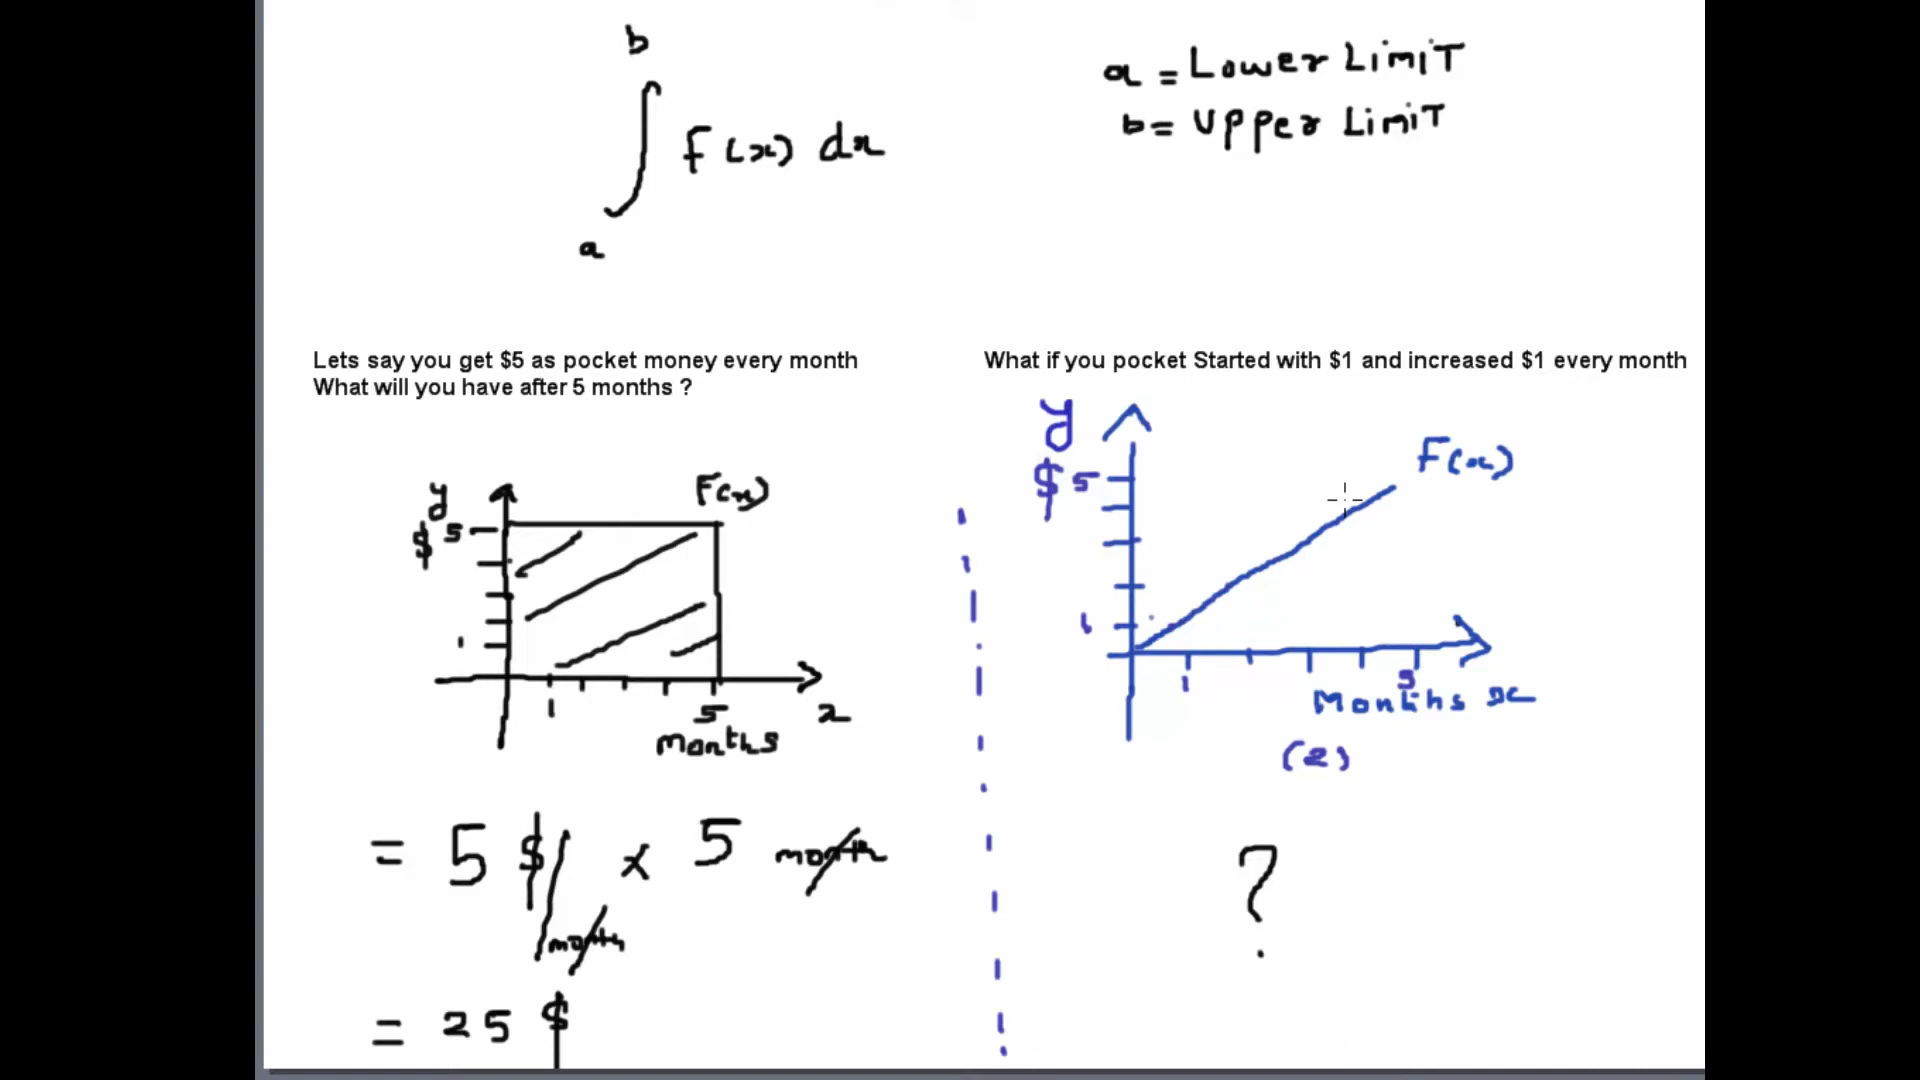 b
∫ F(x) dx
a
a = Lower Limit
b = Upper Limit
Lets say you get $5 as pocket money every month
What will you have after 5 months ?
y
$ 5
1
F(x)
1
5
x
months
= 5 $/month x 5 month
= 25 $
What if you pocket Started with $1 and increased $1 every month
y
$ 5
1
F(x)
1
5
Months x
(2)
?